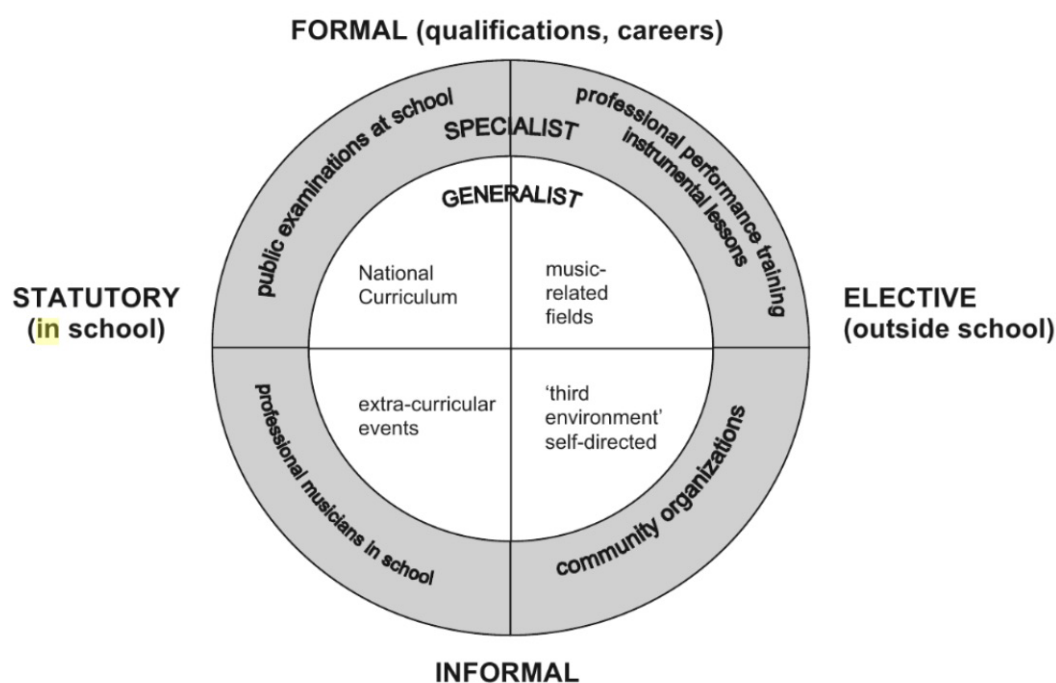 FORMAL (qualifications, careers)
public examinations at school
SPECIALIST
professional performance training
instrumental lessons
GENERALIST
National
Curriculum
music-
related
fields
STATUTORY
(in school)
ELECTIVE
(outside school)
extra-curricular
events
‘third
environment’
self-directed
professional musicians in school
community organizations
INFORMAL